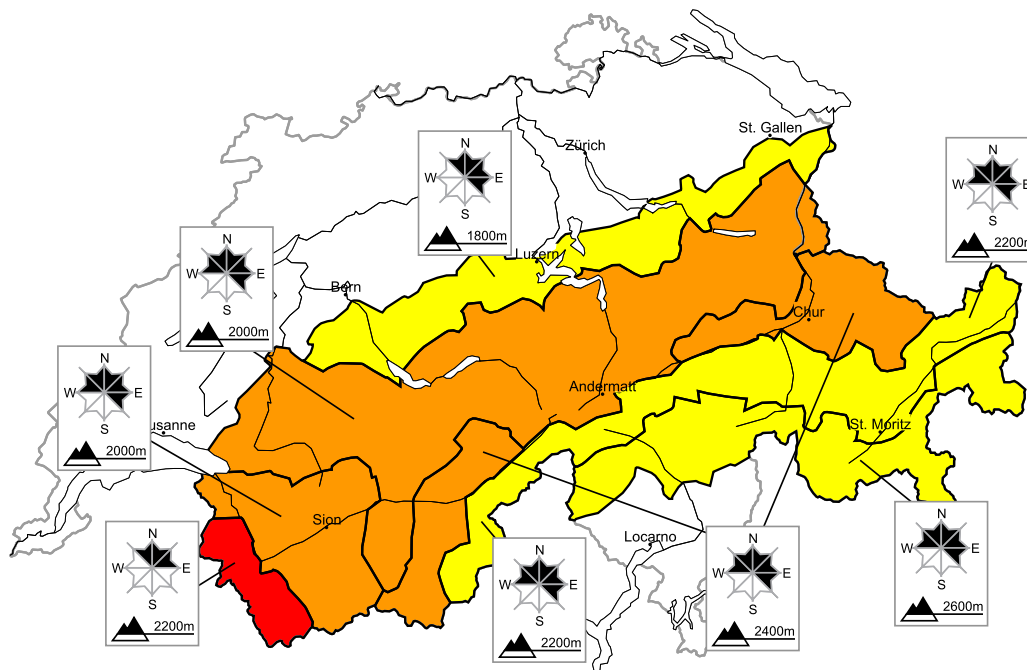 St. Gallen
Zürich
N
W E
S
1800m
N
W E
S
2200m
Luzern
N
W E
S
2000m
Bern
Chur
N
W E
S
2000m
Andermatt
usanne
St. Moritz
Sion
Locarno
N
W E
S
2200m
N
W E
S
2200m
N
W E
S
2400m
N
W E
S
2600m